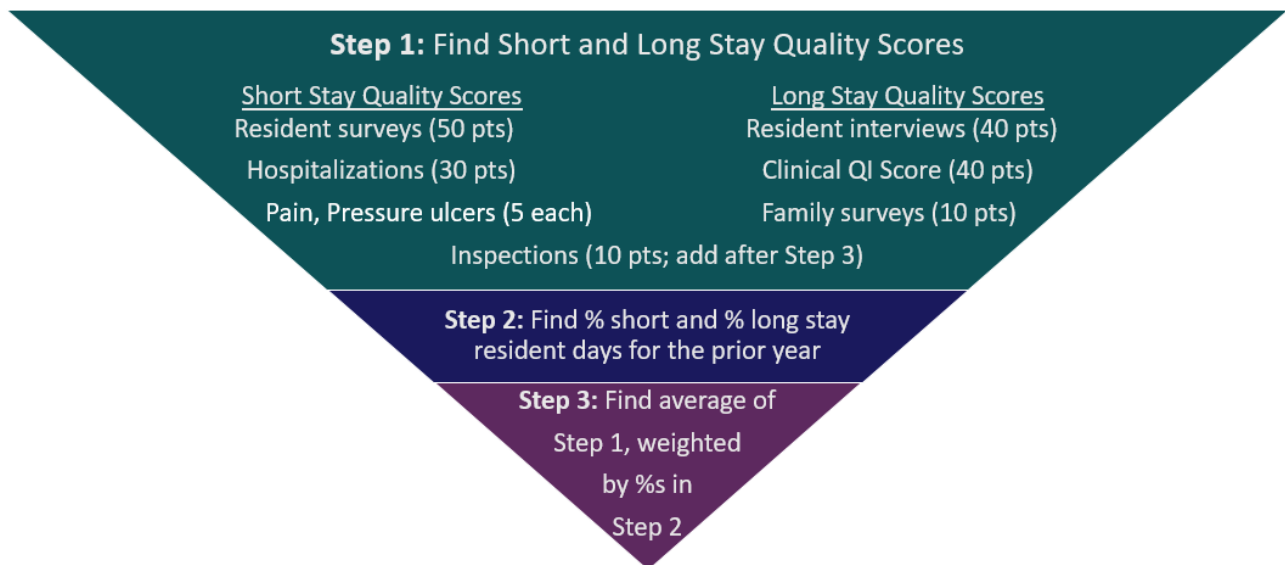 Step 1: Find Short and Long Stay Quality Scores
Short Stay Quality Scores
Resident surveys (50 pts)
Hospitalizations (30 pts)
Pain, Pressure ulcers (5 each)
Long Stay Quality Scores
Resident interviews (40 pts)
Clinical QI Score (40 pts)
Family surveys (10 pts)
Inspections (10 pts; add after Step 3)
Step 2: Find % short and % long stay
resident days for the prior year
Step 3: Find average of
Step 1, weighted
by %s in
Step 2